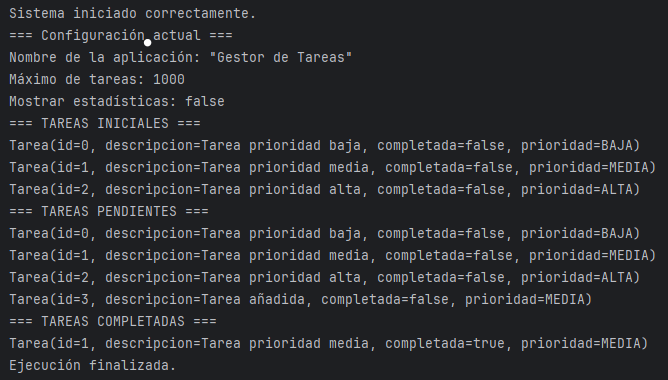 Sistema iniciado correctamente.
=== Configuración actual ===
Nombre de la aplicación: "Gestor de Tareas"
Máximo de tareas: 1000
Mostrar estadísticas: false
=== TAREAS INICIALES ===
Tarea(id=0, descripcion=Tarea prioridad baja, completada=false, prioridad=BAJA)
Tarea(id=1, descripcion=Tarea prioridad media, completada=false, prioridad=MEDIA)
Tarea(id=2, descripcion=Tarea prioridad alta, completada=false, prioridad=ALTA)
=== TAREAS PENDIENTES ===
Tarea(id=0, descripcion=Tarea prioridad baja, completada=false, prioridad=BAJA)
Tarea(id=1, descripcion=Tarea prioridad media, completada=false, prioridad=MEDIA)
Tarea(id=2, descripcion=Tarea prioridad alta, completada=false, prioridad=ALTA)
Tarea(id=3, descripcion=Tarea añadida, completada=false, prioridad=MEDIA)
=== TAREAS COMPLETADAS ===
Tarea(id=1, descripcion=Tarea prioridad media, completada=true, prioridad=MEDIA)
Ejecución finalizada.